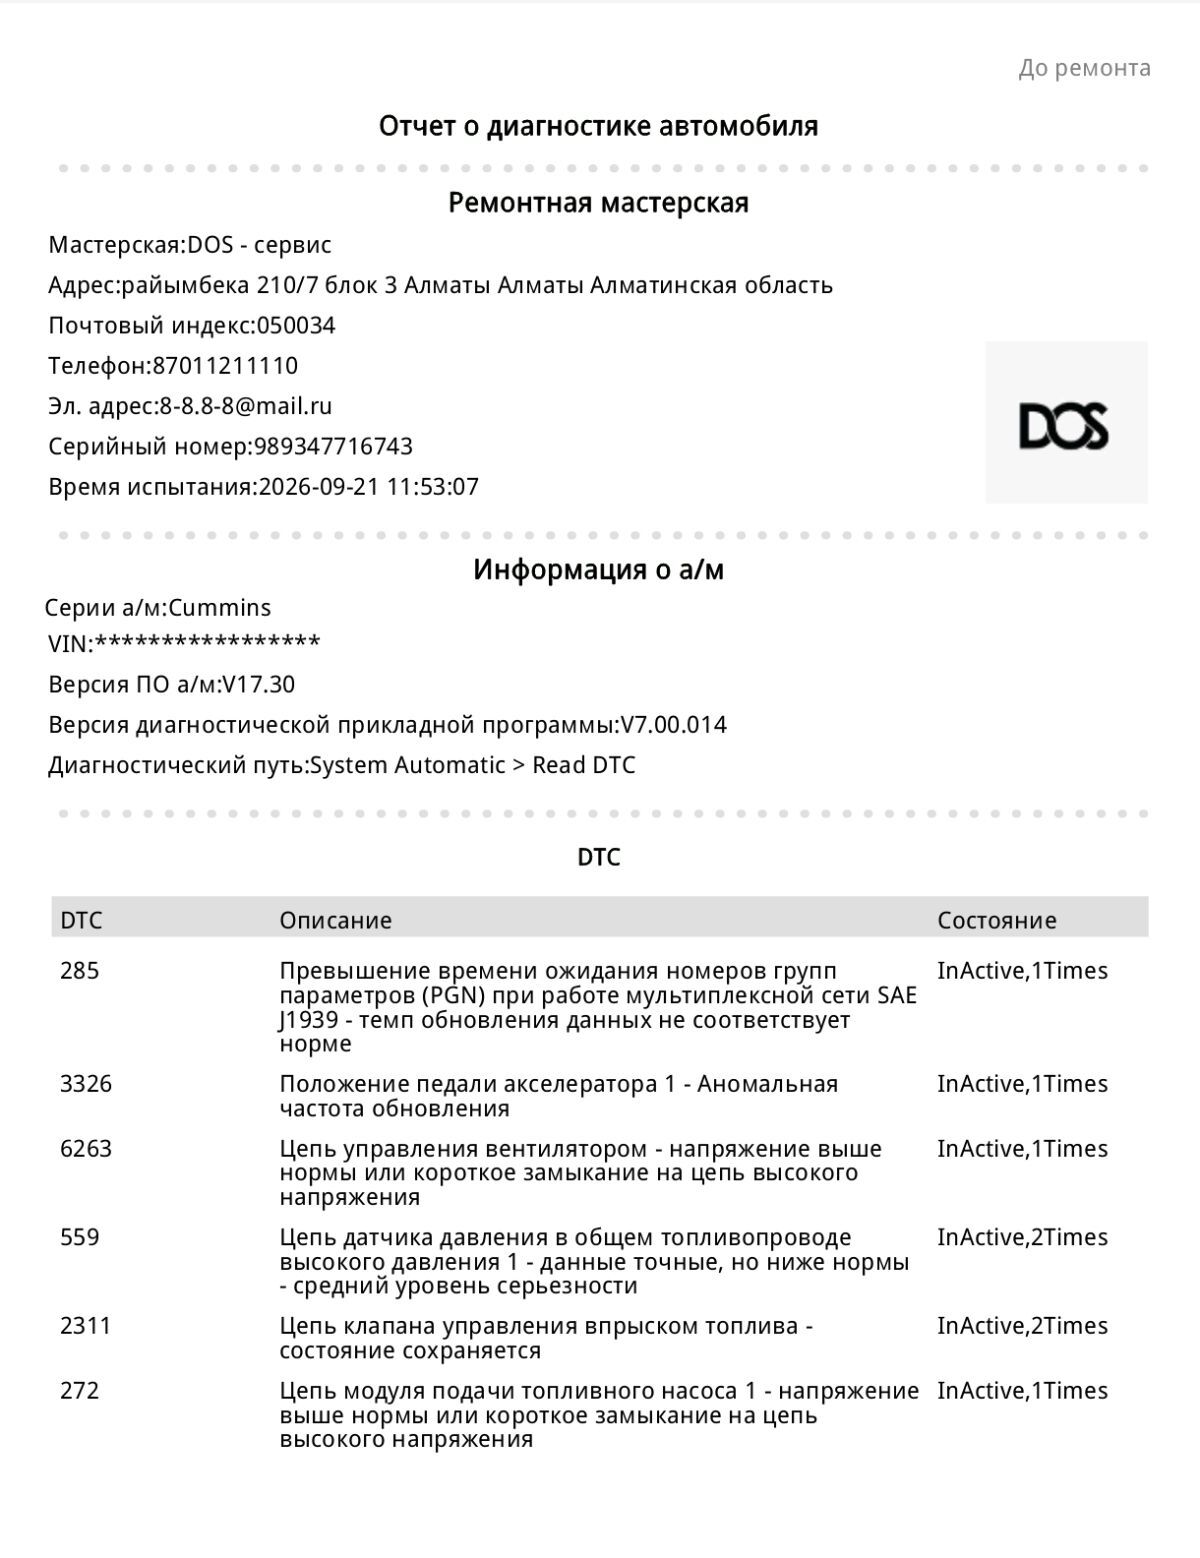 До ремонта
Отчет о диагностике автомобиля
Ремонтная мастерская
Мастерская:DOS - сервис
Адрес:райымбека 210/7 блок 3 Алматы Алматы Алматинская область
Почтовый индекс:050034
Телефон:87011211110
Эл. адрес:8-8.8-8@mail.ru
Серийный номер:989347716743
Время испытания:2026-09-21 11:53:07
DOS
Информация о а/м
Серии а/м:Cummins
VIN:*****************
Версия ПО а/м:V17.30
Версия диагностической прикладной программы:V7.00.014
Диагностический путь:System Automatic > Read DTC
DTC
DTC Описание Состояние
285 Превышение времени ожидания номеров групп InActive,1Times
параметров (PGN) при работе мультиплексной сети SAE
J1939 - темп обновления данных не соответствует
норме
3326 Положение педали акселератора 1 - Аномальная InActive,1Times
частота обновления
6263 Цепь управления вентилятором - напряжение выше InActive,1Times
нормы или короткое замыкание на цепь высокого
напряжения
559 Цепь датчика давления в общем топливопроводе InActive,2Times
высокого давления 1 - данные точные, но ниже нормы
- средний уровень серьезности
2311 Цепь клапана управления впрыском топлива - InActive,2Times
состояние сохраняется
272 Цепь модуля подачи топливного насоса 1 - напряжение InActive,1Times
выше нормы или короткое замыкание на цепь
высокого напряжения